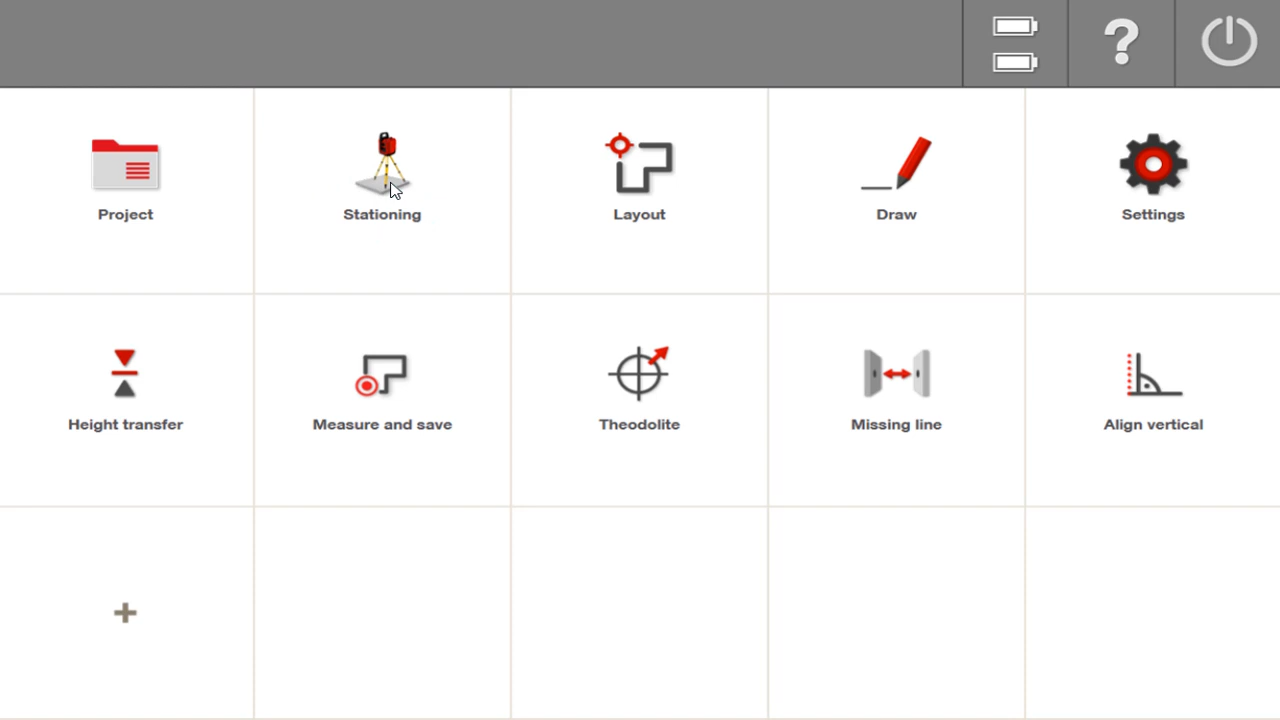 ?
Project
Stationing
Layout
Draw
Settings
Height transfer
Measure and save
Theodolite
Missing line
Align vertical
+